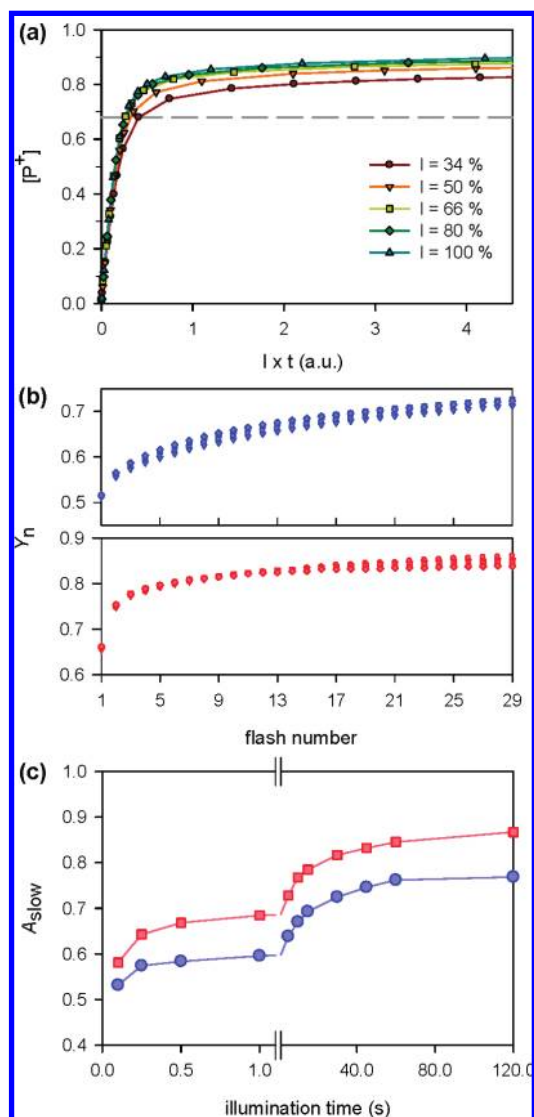 (a)
1.0
0.8
0.6
0.4
0.2
0.0
[P+]
I = 34 %
I = 50 %
I = 66 %
I = 80 %
I = 100 %
0 1 2 3 4
I x t (a.u.)
(b)
0.7
0.6
0.5
Yn
0.9
0.8
0.7
0.6
1 5 9 13 17 21 25 29
flash number
(c)
1.0
0.9
0.8
0.7
0.6
0.5
0.4
Aslow
0.0 0.5 1.0 40.0 80.0 120.0
illumination time (s)